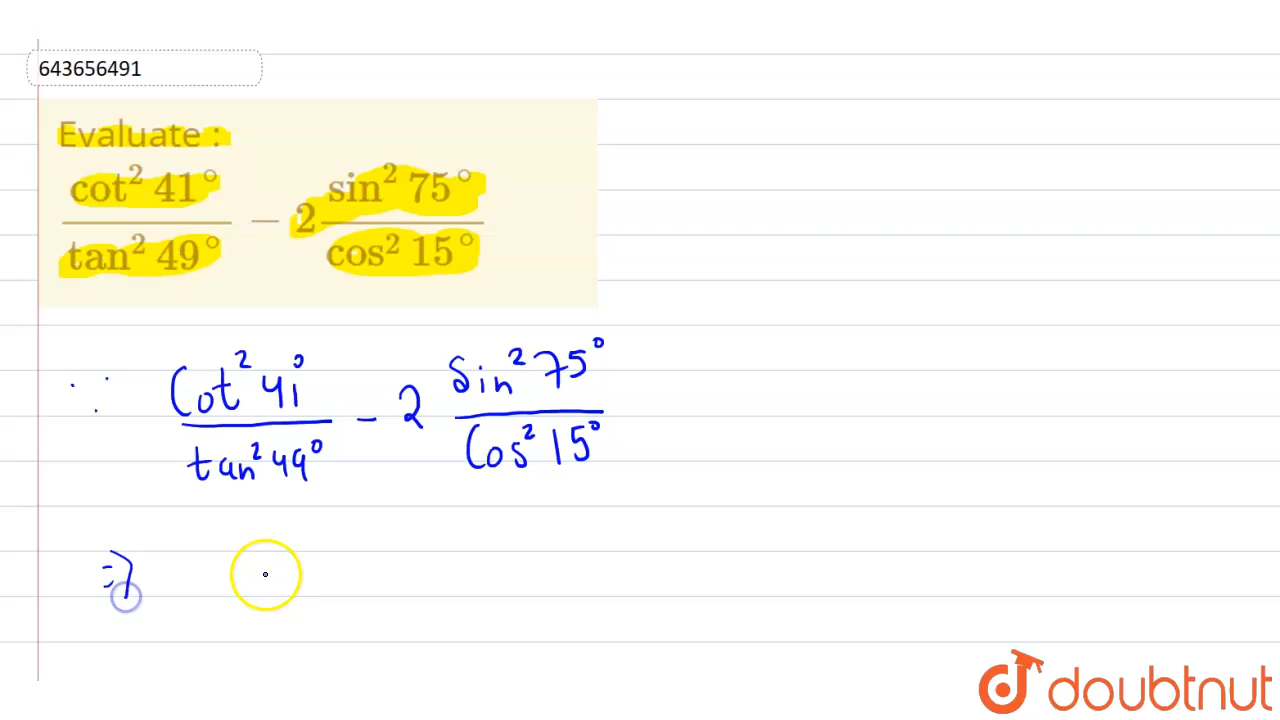 643656491
Evaluate :
cot² 41° / tan² 49° − 2 sin² 75° / cos² 15°
∵ Cot² 41° / tan² 49° − 2 Sin² 75° / Cos² 15°
⇒
doubtnut